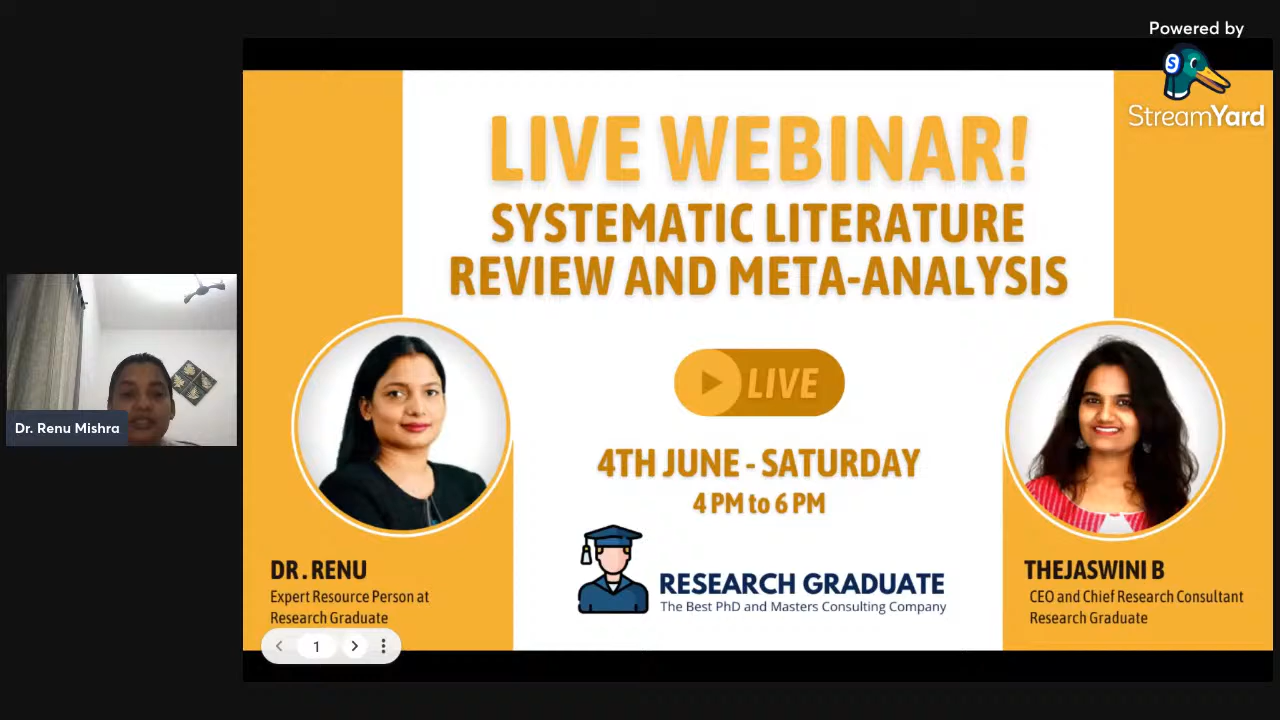 Powered by
S
StreamYard
LIVE WEBINAR!
SYSTEMATIC LITERATURE
REVIEW AND META-ANALYSIS
LIVE
4TH JUNE - SATURDAY
4 PM to 6 PM
RESEARCH GRADUATE
The Best PhD and Masters Consulting Company
Dr. Renu Mishra
DR . RENU
Expert Resource Person at
Research Graduate
THEJASWINI B
CEO and Chief Research Consultant
Research Graduate
1